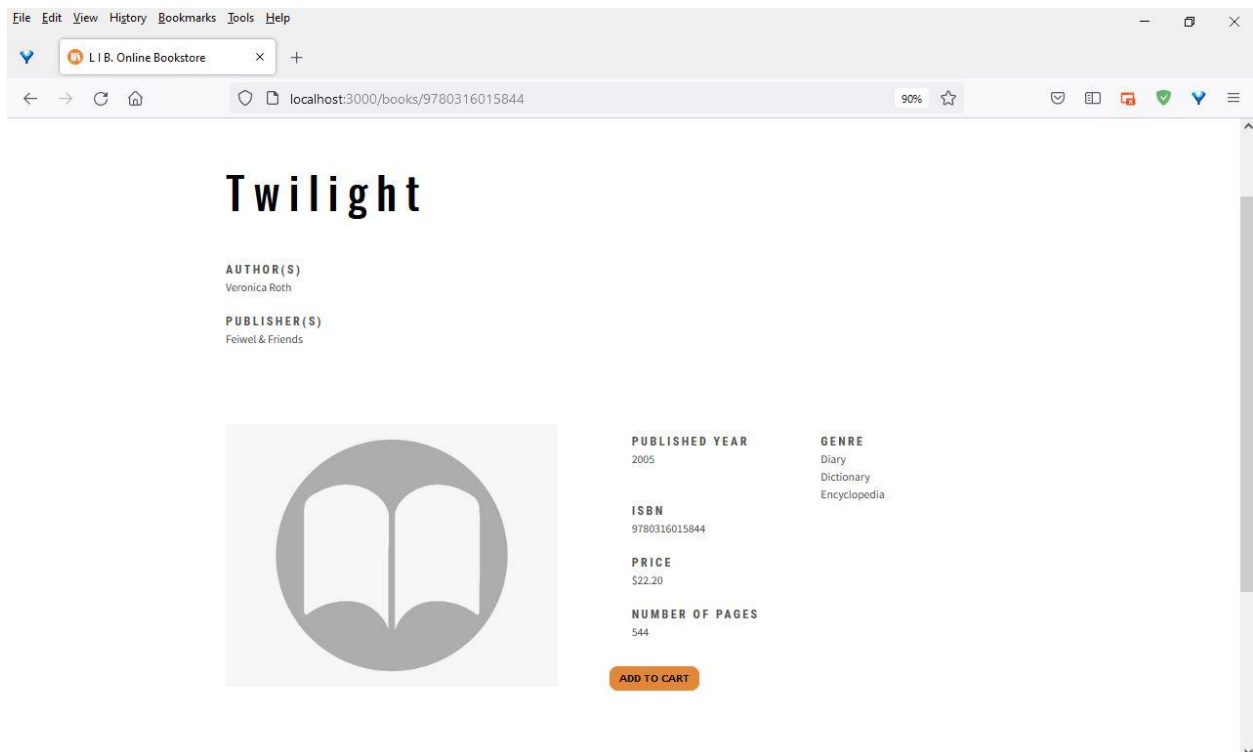 File Edit View History Bookmarks Tools Help
L I B. Online Bookstore
localhost:3000/books/9780316015844
90%
Twilight
AUTHOR(S)
Veronica Roth
PUBLISHER(S)
Feiwel & Friends
PUBLISHED YEAR
2005
GENRE
Diary
Dictionary
Encyclopedia
ISBN
9780316015844
PRICE
$22.20
NUMBER OF PAGES
544
ADD TO CART